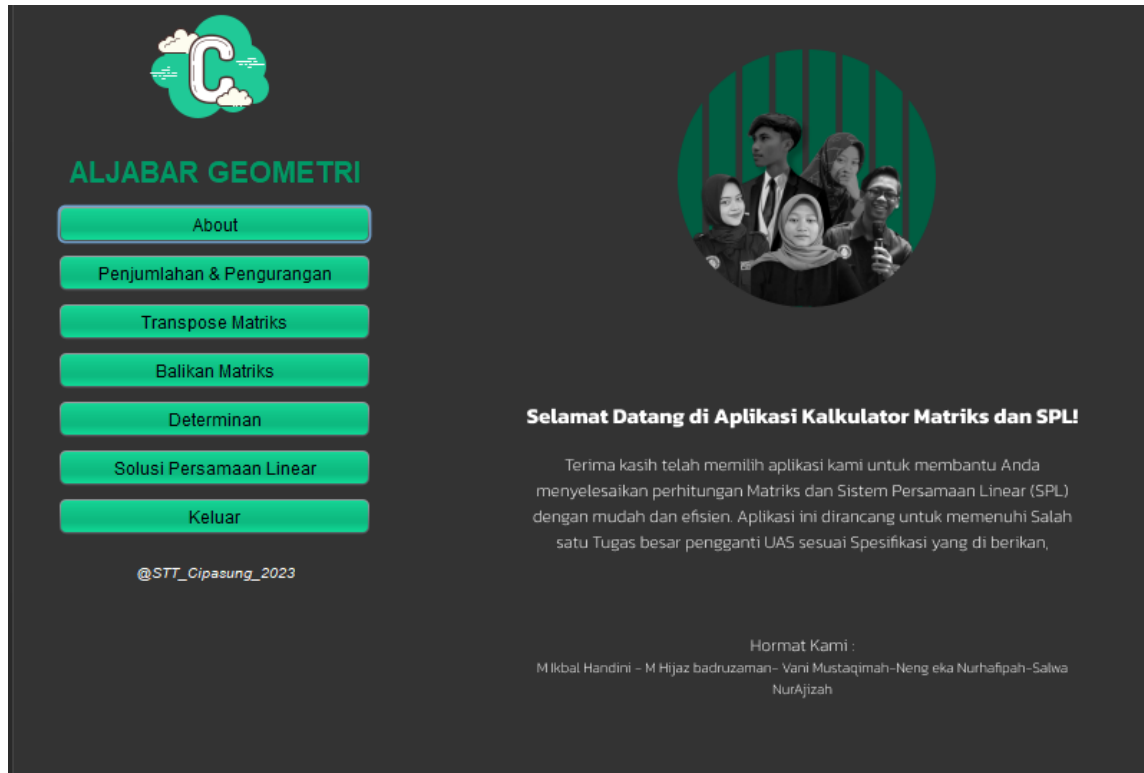 C
ALJABAR GEOMETRI
About
Penjumlahan & Pengurangan
Transpose Matriks
Balikan Matriks
Determinan
Solusi Persamaan Linear
Keluar
@STT_Cipasung_2023
Selamat Datang di Aplikasi Kalkulator Matriks dan SPL!
Terima kasih telah memilih aplikasi kami untuk membantu Anda
menyelesaikan perhitungan Matriks dan Sistem Persamaan Linear (SPL)
dengan mudah dan efisien. Aplikasi ini dirancang untuk memenuhi Salah
satu Tugas besar pengganti UAS sesuai Spesifikasi yang di berikan,
Hormat Kami :
M Ikbal Handini - M Hijaz badruzaman- Vani Mustaqimah-Neng eka Nurhafipah-Salwa
NurAjizah